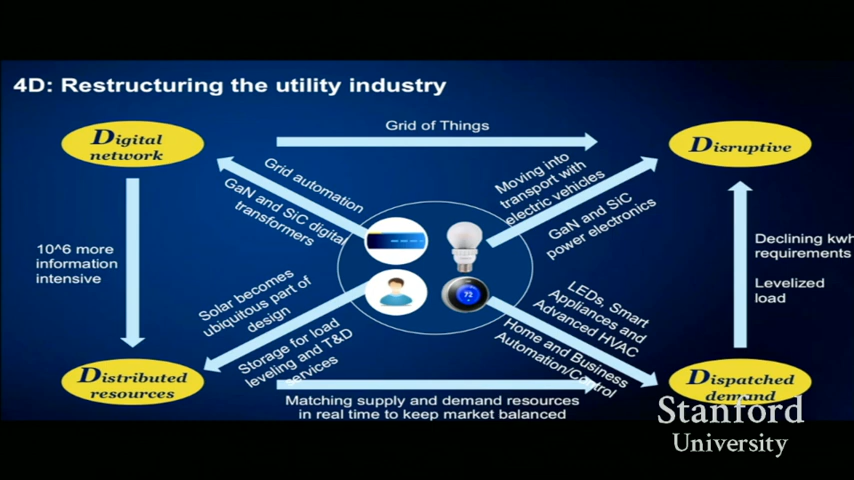 4D: Restructuring the utility industry
Grid of Things
Digital
network
Disruptive
Grid automation
GaN and SiC digital
transformers
Moving into
transport with
electric vehicles
GaN and SiC
power electronics
10^6 more
information
intensive
Declining kwh
requirements
Levelized
load
72
Solar becomes
ubiquitous part of
design
Storage for load
leveling and T&D
services
LEDs, Smart
Appliances and
Advanced HVAC
Home and Business
Automation/Control
Distributed
resources
Dispatched
demand
Matching supply and demand resources
in real time to keep market balanced
Stanford
University